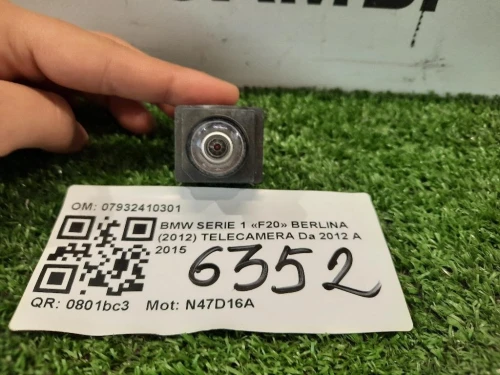 OM: 07932410301
BMW SERIE 1 «F20» BERLINA
(2012) TELECAMERA Da 2012 A
2015
6352
QR: 0801bc3 Mot: N47D16A